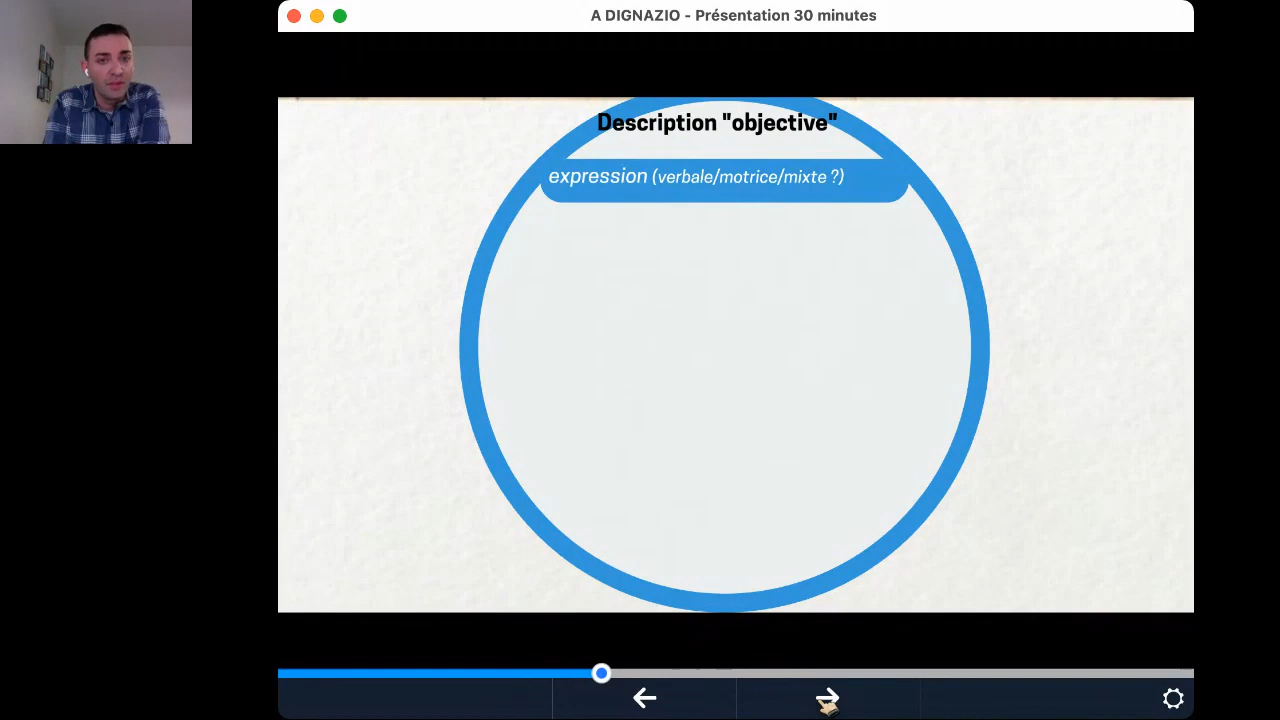 A DIGNAZIO - Présentation 30 minutes
Description "objective"
expression (verbale/motrice/mixte ?)